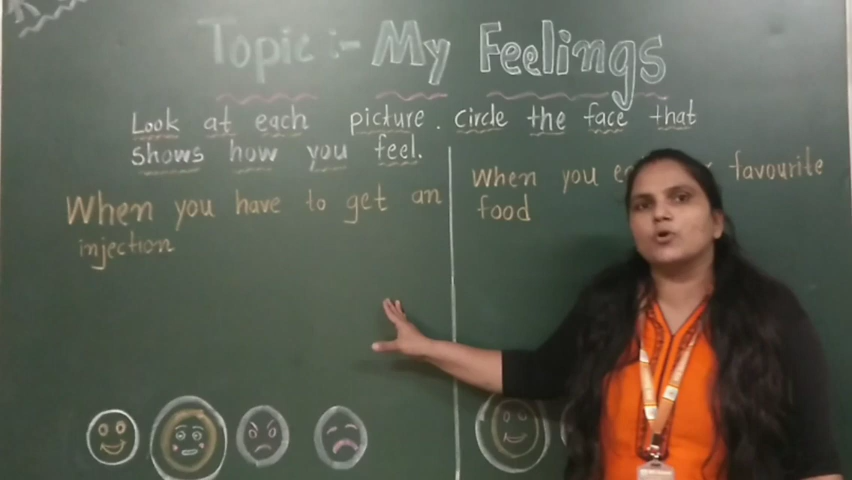 Topic :- My Feelings
Look at each picture. Circle the face that
shows how you feel.
When you have to get an
injection
When you favourite
food